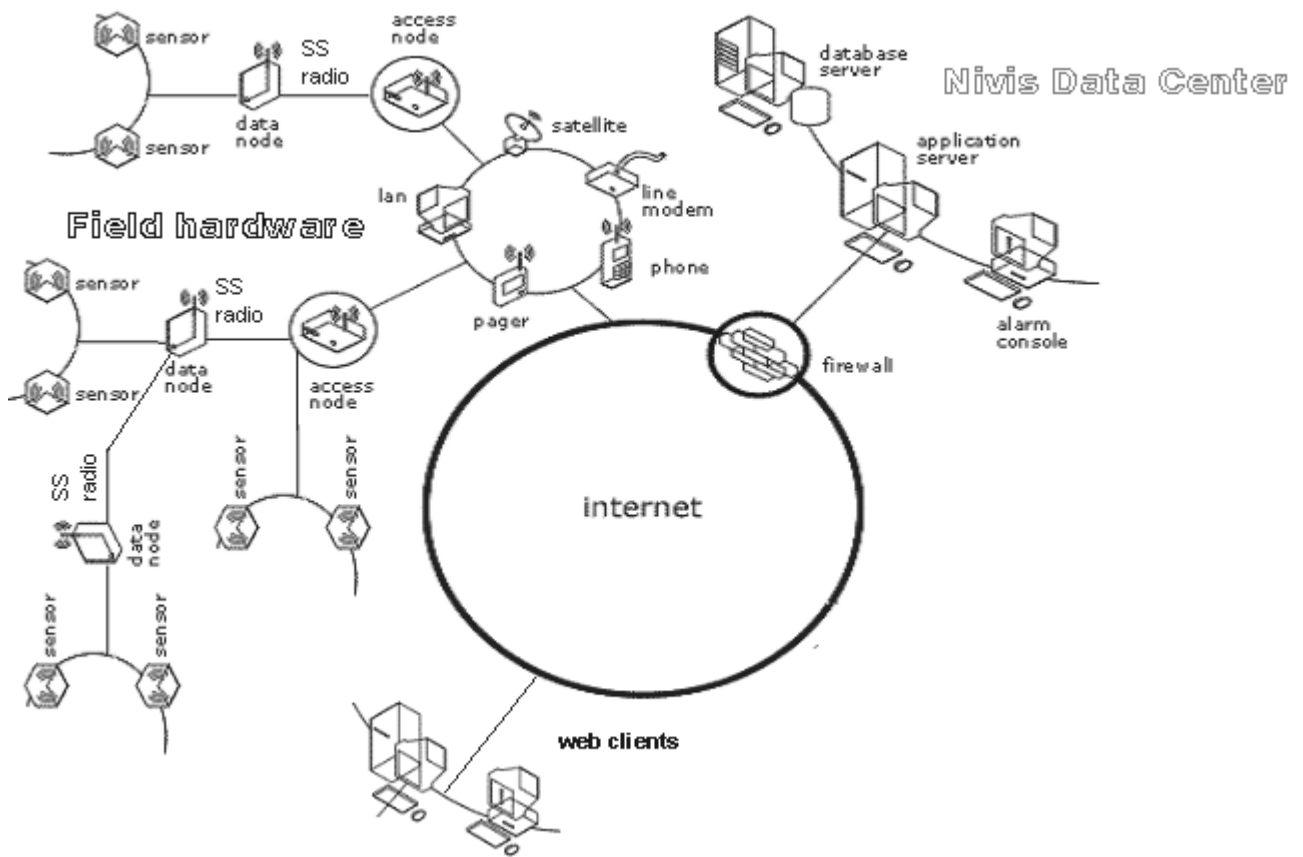 sensor
SS
radio
access
node
sensor
data
node
satellite
lan
line
modem
phone
pager
database
server
Nivis Data Center
application
server
alarm
console
firewall
Field hardware
sensor
SS
radio
data
node
access
node
sensor
SS
radio
data
node
sensor
sensor
sensor
sensor
internet
web clients